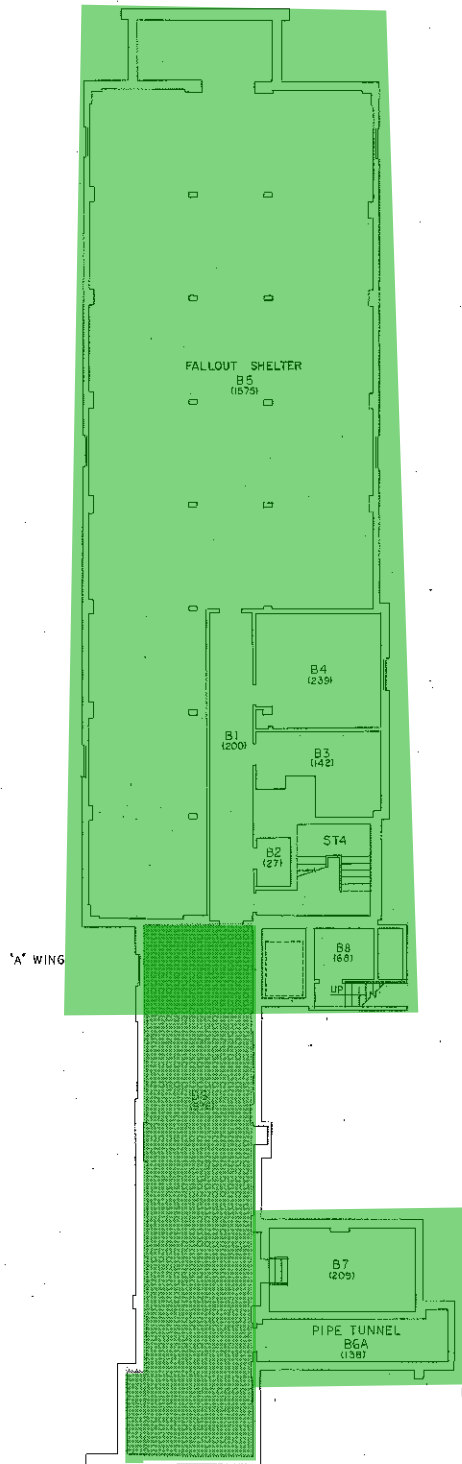 FALLOUT SHELTER
B5
(1575)
B4
(239)
B1
(200)
B3
(142)
B2
(27)
ST4
'A' WING
B8
(68)
UP
B7
(209)
PIPE TUNNEL
B6A
(138)